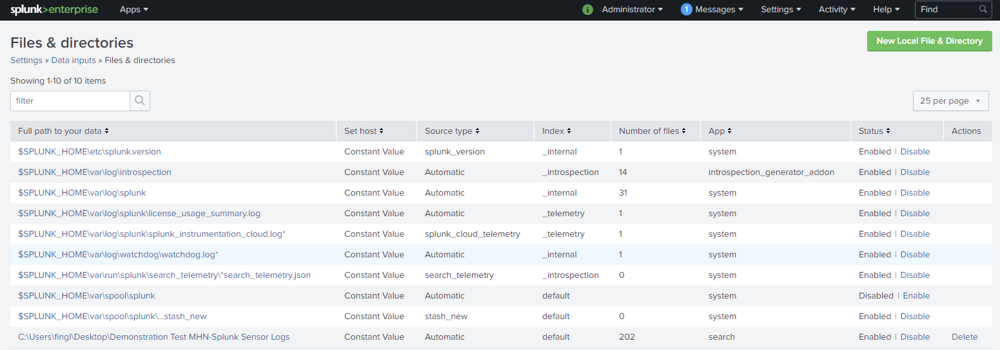 splunk>enterprise Apps i Administrator 1 Messages Settings Activity Help Find
Files & directories New Local File & Directory
Settings » Data inputs » Files & directories
Showing 1-10 of 10 items
filter 25 per page
Full path to your data Set host Source type Index Number of files App Status Actions
$SPLUNK_HOME\etc\splunk.version Constant Value splunk_version _internal 1 system Enabled | Disable
$SPLUNK_HOME\var\log\introspection Constant Value Automatic _introspection 14 introspection_generator_addon Enabled | Disable
$SPLUNK_HOME\var\log\splunk Constant Value Automatic _internal 31 system Enabled | Disable
$SPLUNK_HOME\var\log\splunk\license_usage_summary.log Constant Value Automatic _telemetry 1 system Enabled | Disable
$SPLUNK_HOME\var\log\splunk\splunk_instrumentation_cloud.log* Constant Value splunk_cloud_telemetry _telemetry 1 system Enabled | Disable
$SPLUNK_HOME\var\log\watchdog\watchdog.log* Constant Value Automatic _internal 1 system Enabled | Disable
$SPLUNK_HOME\var\run\splunk\search_telemetry\*search_telemetry.json Constant Value search_telemetry _introspection 0 system Enabled | Disable
$SPLUNK_HOME\var\spool\splunk Constant Value Automatic default system Disabled | Enable
$SPLUNK_HOME\var\spool\splunk\...stash_new Constant Value stash_new default 0 system Enabled | Disable
C:\Users\fingl\Desktop\Demonstration Test MHN-Splunk Sensor Logs Constant Value Automatic default 202 search Enabled | Disable Delete